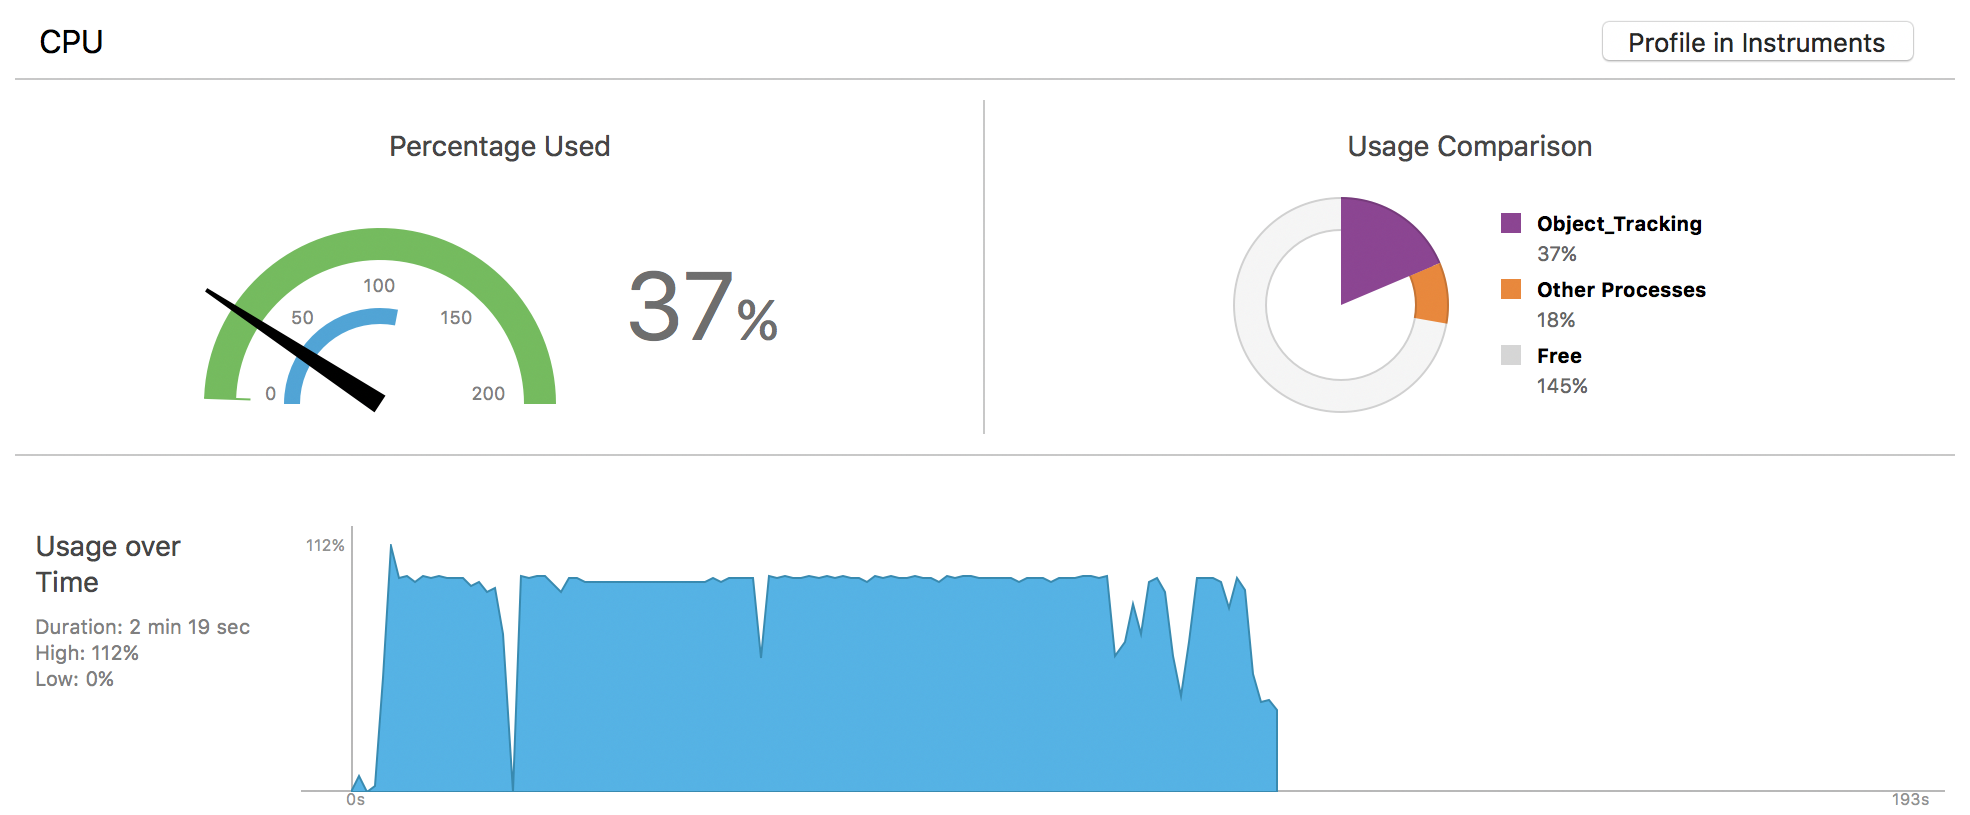 CPU
Profile in Instruments
Percentage Used
0
50
100
150
200
37%
Usage Comparison
Object_Tracking
37%
Other Processes
18%
Free
145%
Usage over
Time
Duration: 2 min 19 sec
High: 112%
Low: 0%
112%
0s
193s